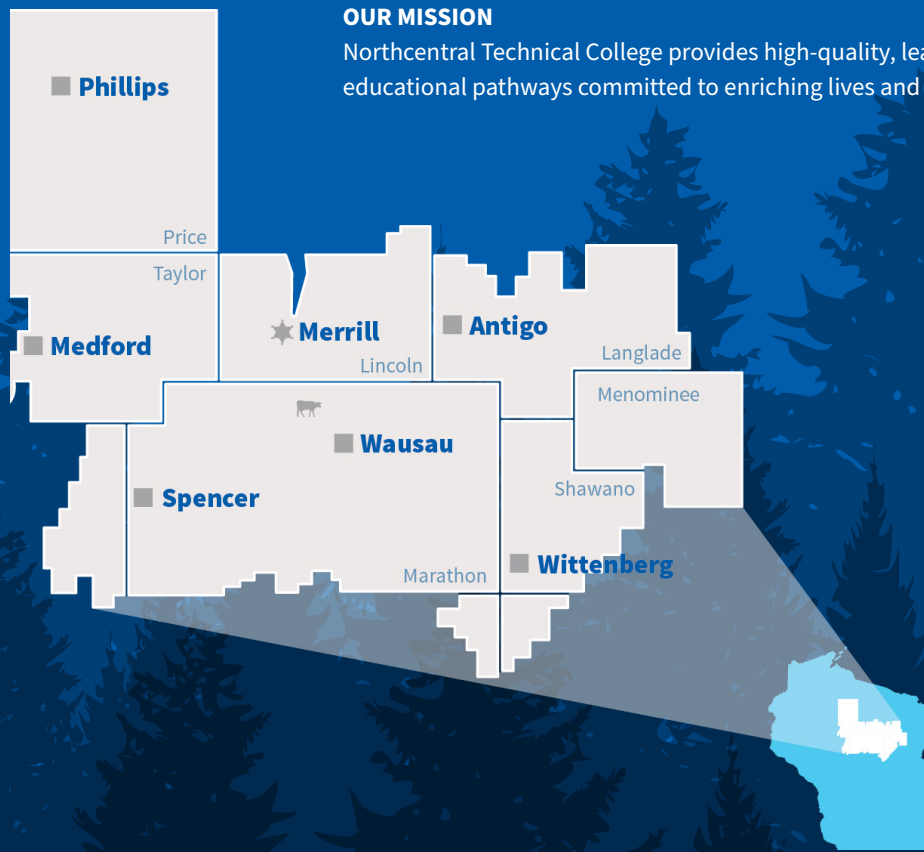 OUR MISSION
Northcentral Technical College provides high-quality,
educational pathways committed to enriching lives and
Phillips
Price
Taylor
Medford
Merrill
Lincoln
Antigo
Langlade
Menominee
Wausau
Spencer
Shawano
Marathon
Wittenberg